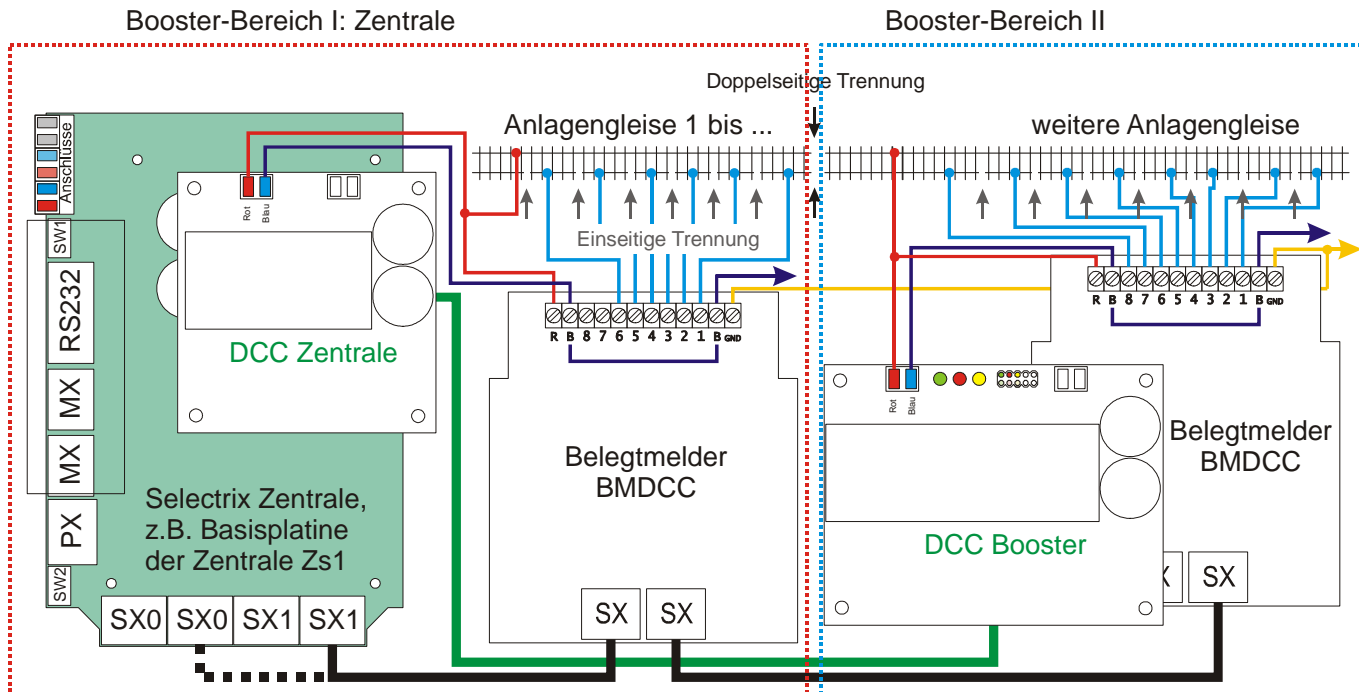 Booster-Bereich I: Zentrale
Booster-Bereich II
Doppelseitige Trennung
Anschlüsse
Anlagengleise 1 bis ...
weitere Anlagengleise
Rot
Blau
SW1
Einseitige Trennung
RS232
DCC Zentrale
R B 8 7 6 5 4 3 2 1 B GND
R B 8 7 6 5 4 3 2 1 B GND
MX
MX
Rot
Blau
Belegtmelder
BMDCC
Belegtmelder
BMDCC
Selectrix Zentrale,
z.B. Basisplatine
der Zentrale Zs1
PX
DCC Booster
SW2
SX0
SX0
SX1
SX1
SX
SX
X
SX